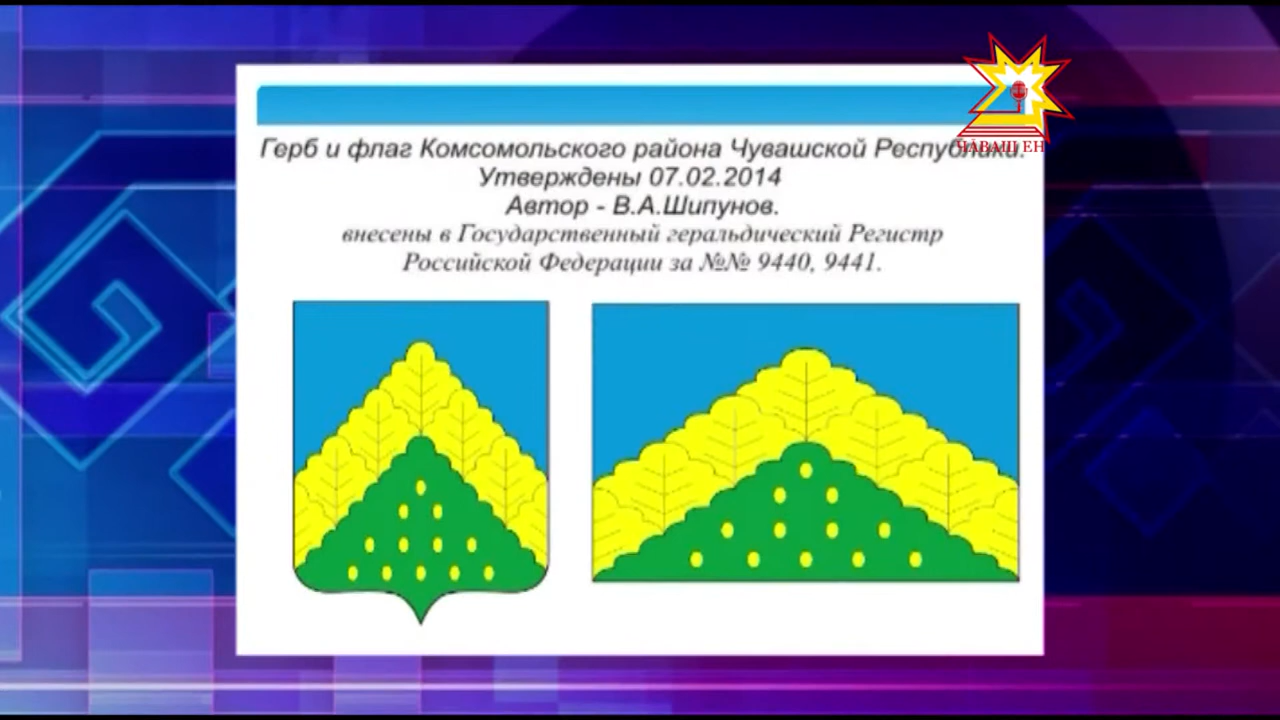 Герб и флаг Комсомольского района Чувашской Республики.
Утверждены 07.02.2014
Автор - В.А.Шипунов.
внесены в Государственный геральдический Регистр
Российской Федерации за №№ 9440, 9441.
ЧӐВАШ ЕН